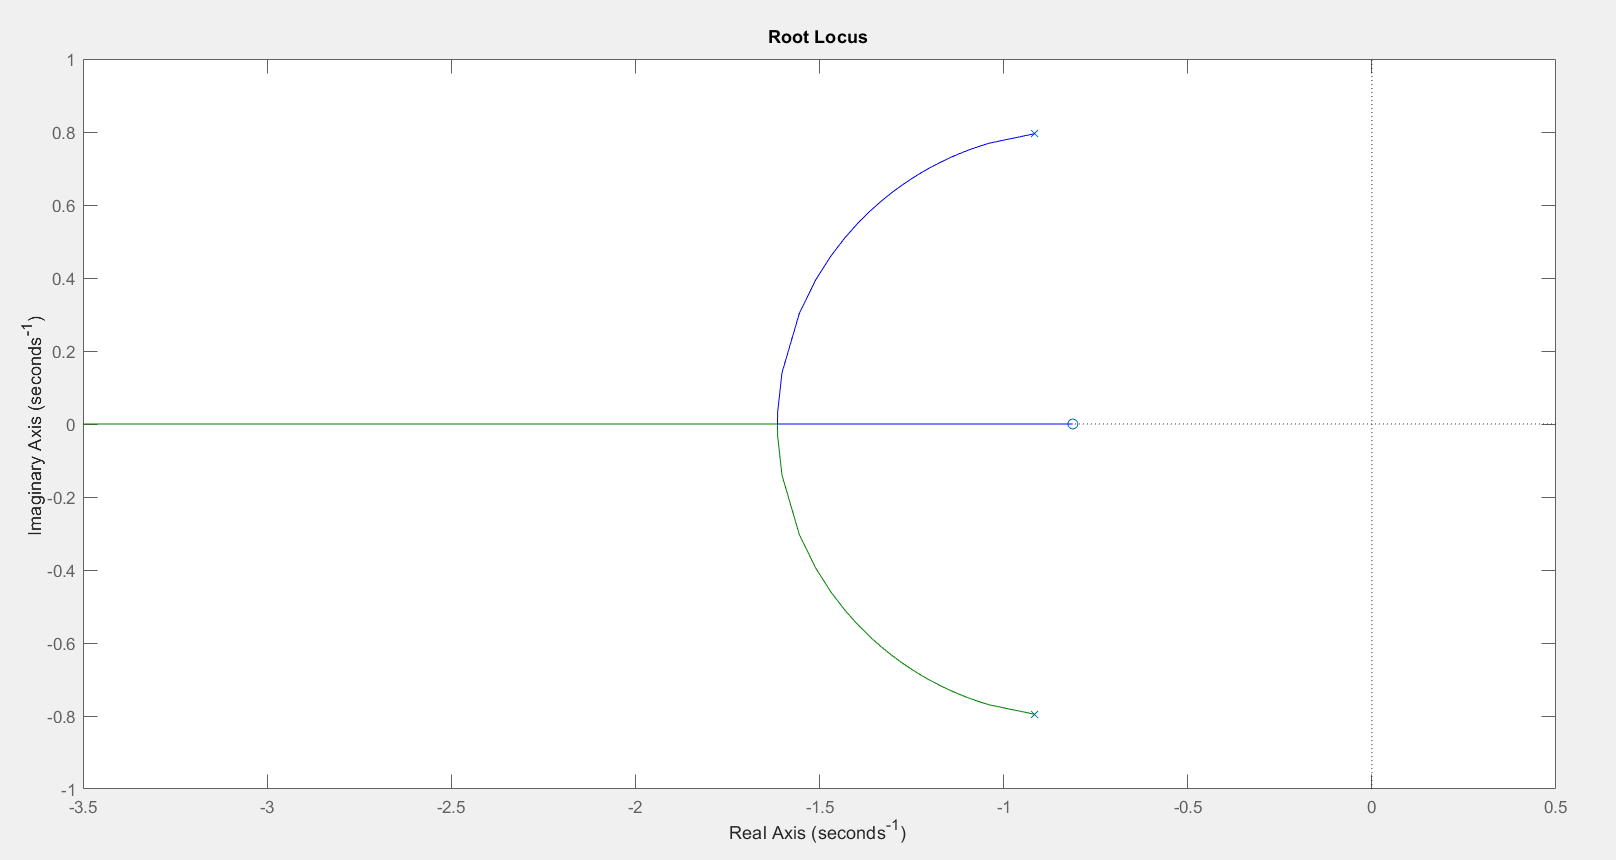 Root Locus
Imaginary Axis (seconds⁻¹)
1
0.8
0.6
0.4
0.2
0
-0.2
-0.4
-0.6
-0.8
-1
-3.5 -3 -2.5 -2 -1.5 -1 -0.5 0 0.5
Real Axis (seconds⁻¹)